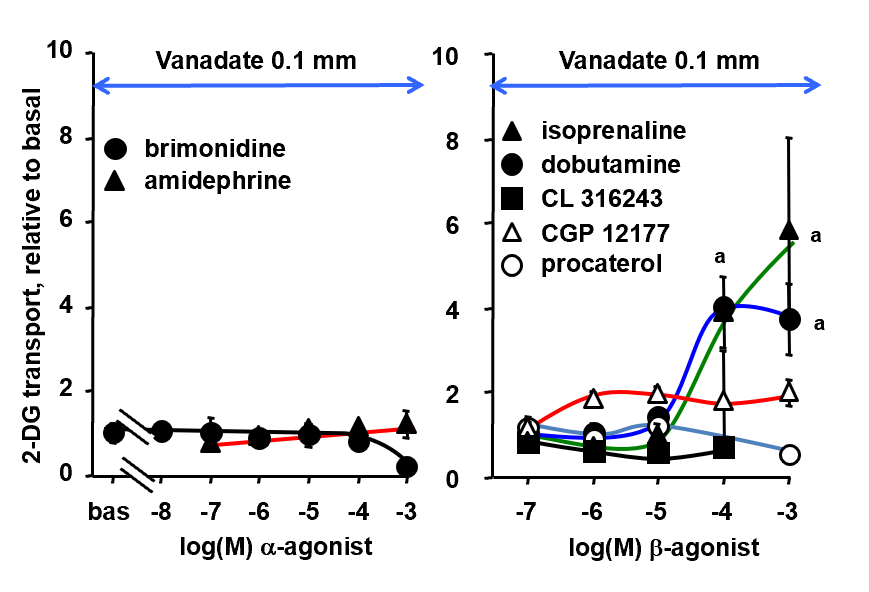 10
8
6
4
2
0
2-DG transport, relative to basal
Vanadate 0.1 mm
brimonidine
amidephrine
bas -8 -7 -6 -5 -4 -3
log(M) α-agonist
10
8
6
4
2
0
Vanadate 0.1 mm
isoprenaline
dobutamine
CL 316243
CGP 12177
procaterol
a
a
a
-7 -6 -5 -4 -3
log(M) β-agonist